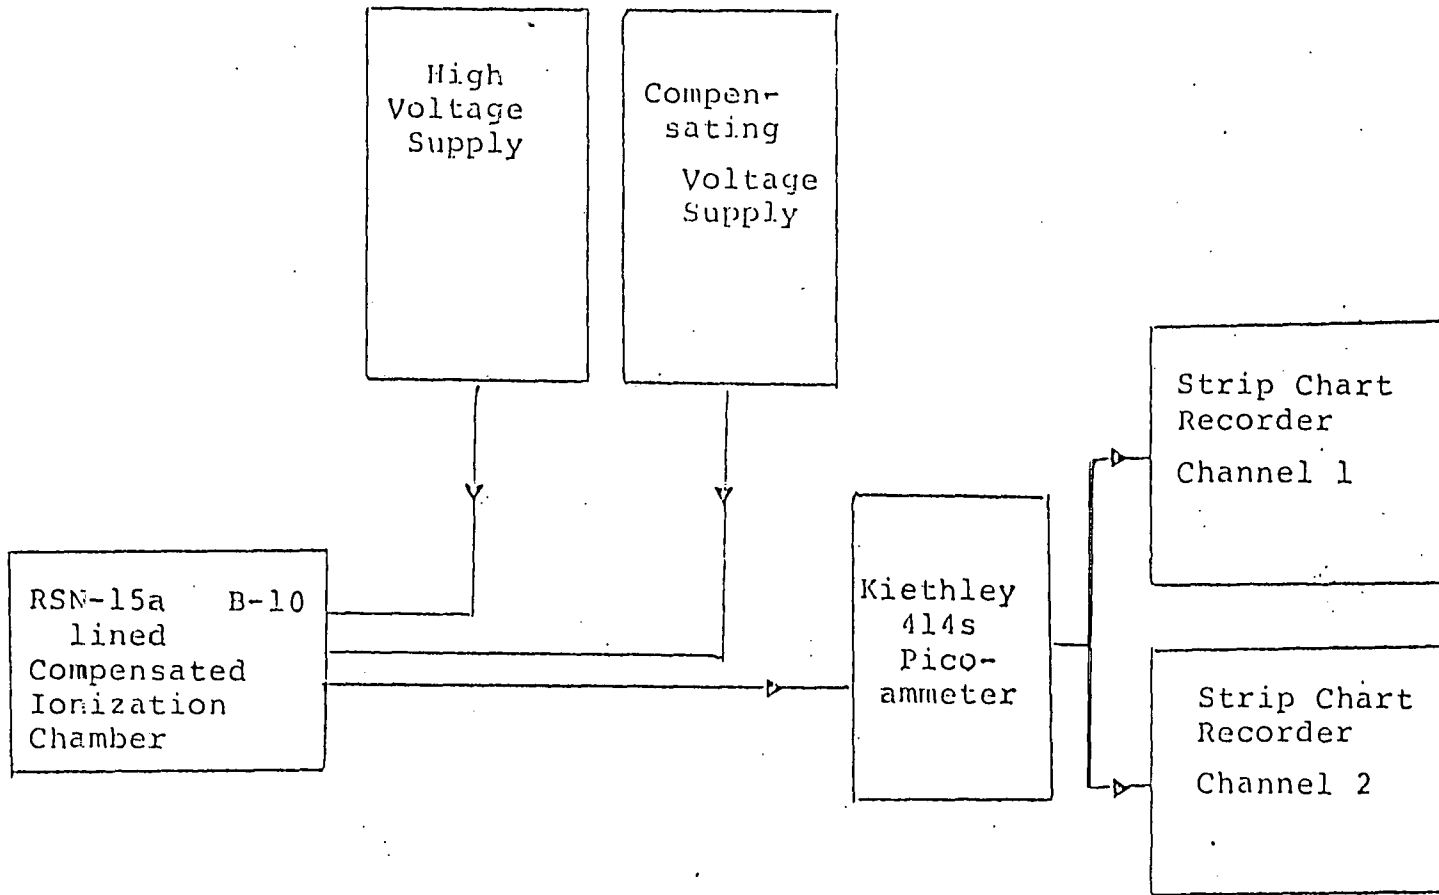 High
Voltage
Supply
Compen-
sating
Voltage
Supply
Strip Chart
Recorder
Channel 1
RSN-15a B-10
lined
Compensated
Ionization
Chamber
Kiethley
414s
Pico-
ammeter
Strip Chart
Recorder
Channel 2